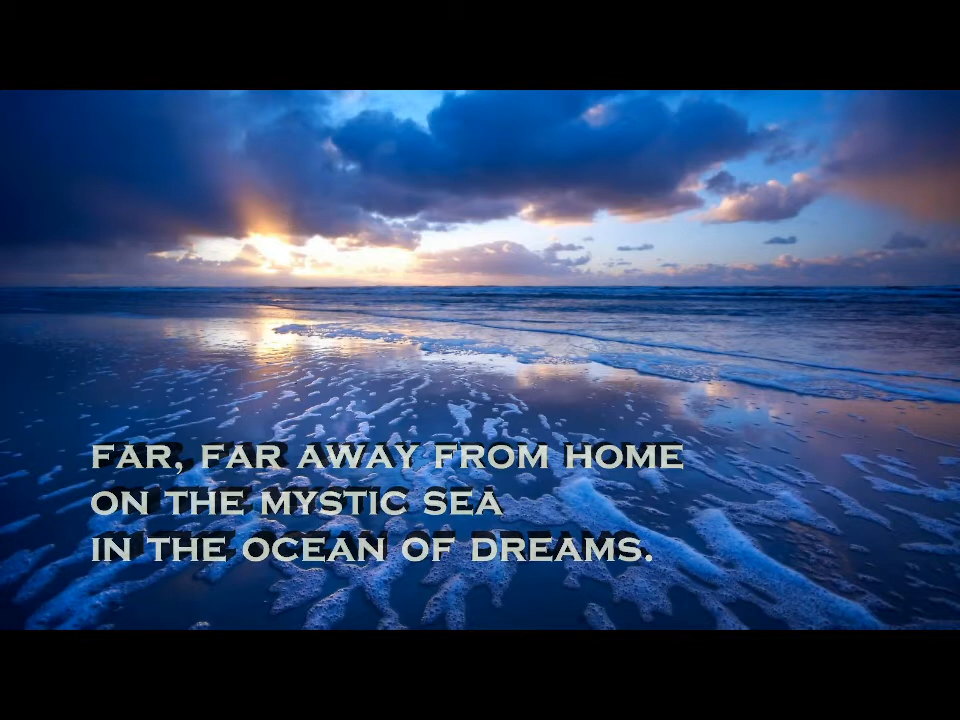 FAR, FAR AWAY FROM HOME
ON THE MYSTIC SEA
IN THE OCEAN OF DREAMS.